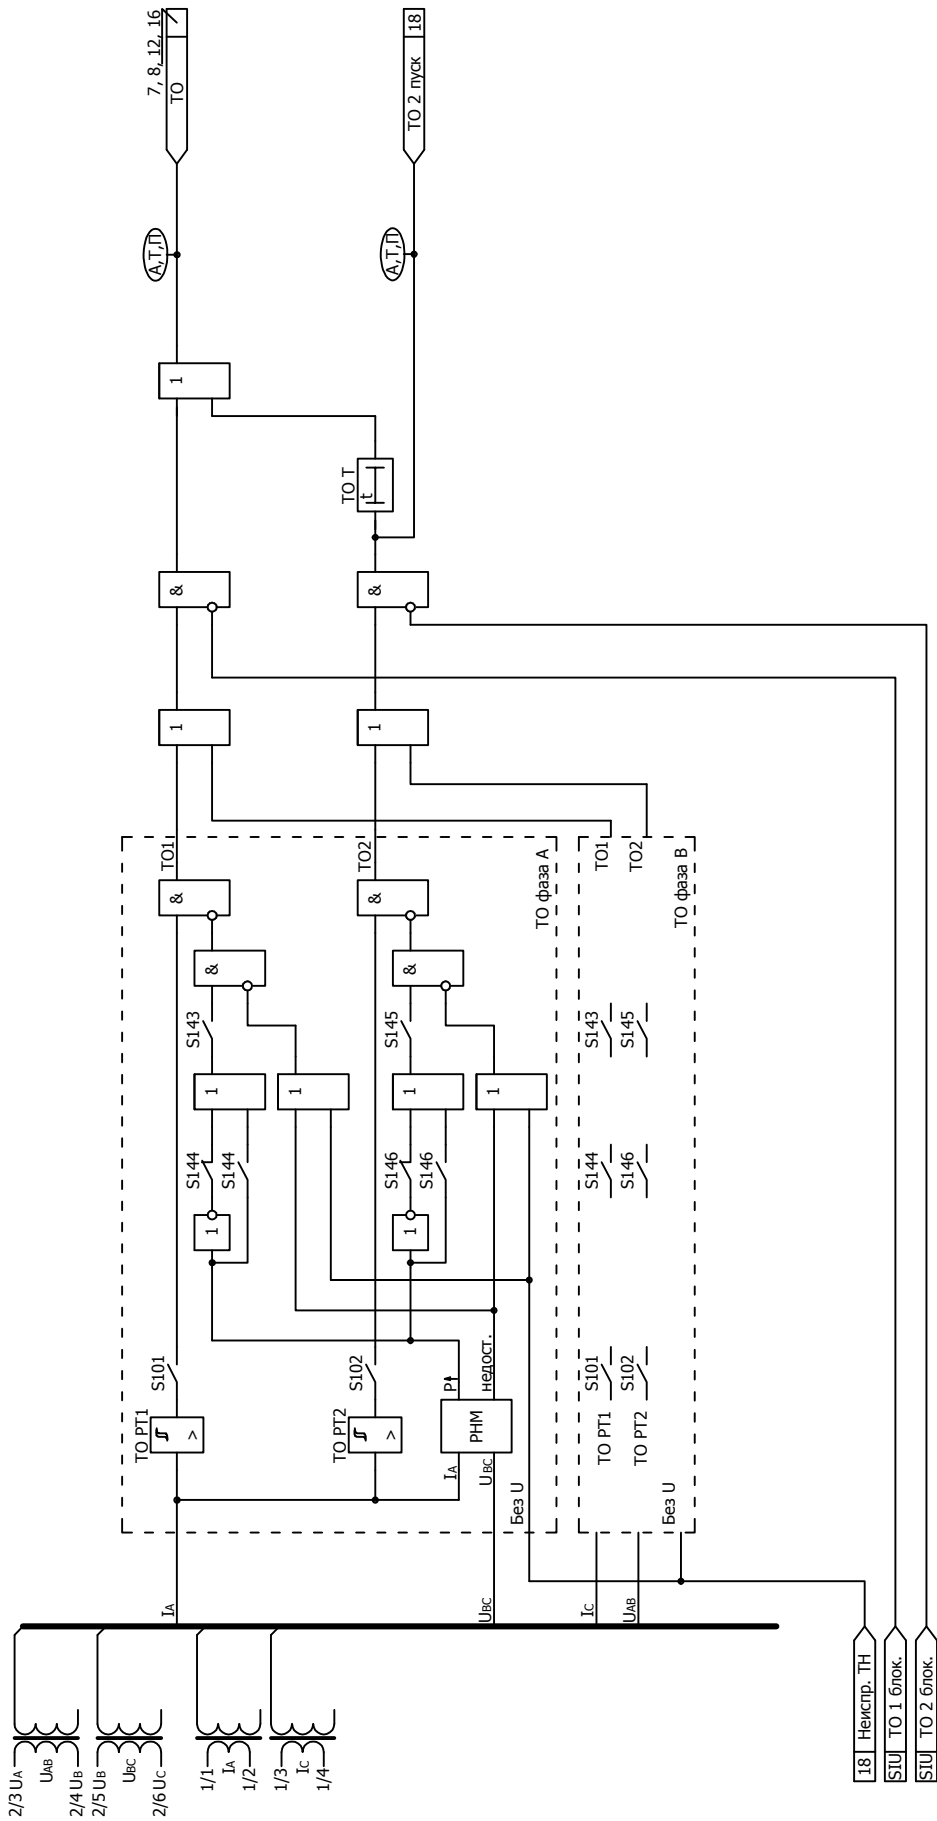 2/3 UA
UAB
2/4 UB
2/5 UB
UBC
2/6 UC
1/1
IA
1/2
1/3
IC
1/4
IA
UBC
IC
UAB
18 Неиспр. ТН
SIU ТО 1 блок.
SIU ТО 2 блок.
ТО РТ1
>
S101
ТО РТ2
>
S102
IA
UBC
РНМ
P
недост.
Без U
1
S144
S144
1
S143
&
1
&
ТО1
1
S146
S146
1
S145
&
1
&
ТО2
ТО фаза А
ТО РТ1
ТО РТ2
Без U
S101
S102
S144
S146
S143
S145
ТО1
ТО2
ТО фаза В
1
1
&
&
ТО Т
t
1
А,Т,П
А,Т,П
ТО
7, 8, 12, 16
ТО 2 пуск 18